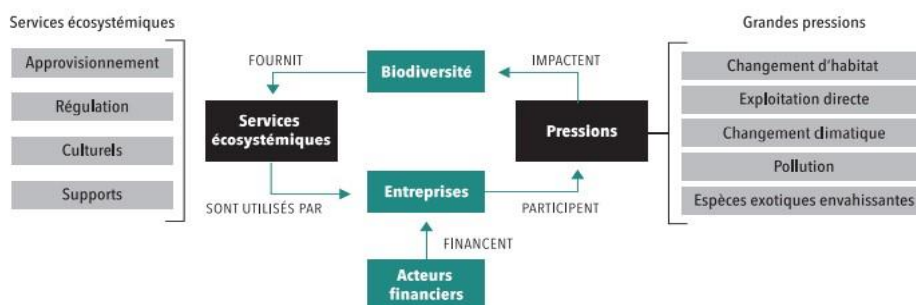 Services écosystémiques
Approvisionnement
Régulation
Culturels
Supports
FOURNIT
Biodiversité
IMPACTENT
Services
écosystémiques
Pressions
SONT UTILISÉS PAR
Entreprises
PARTICIPENT
FINANCENT
Acteurs
financiers
Grandes pressions
Changement d'habitat
Exploitation directe
Changement climatique
Pollution
Espèces exotiques envahissantes